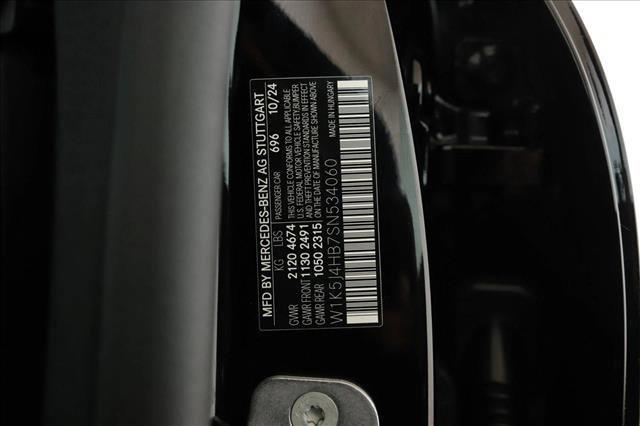 MFD BY MERCEDES-BENZ AG STUTTGART
PASSENGER CAR 696 10/24
KG LBS
GVWR 2120 4674
GAWR FRONT 1130 2491
GAWR REAR 1050 2315
THIS VEHICLE CONFORMS TO ALL APPLICABLE
U.S. FEDERAL MOTOR VEHICLE SAFETY, BUMPER
AND THEFT PREVENTION STANDARDS IN EFFECT
ON THE DATE OF MANUFACTURE SHOWN ABOVE
MADE IN HUNGARY
W1K5J4HB7SN534060